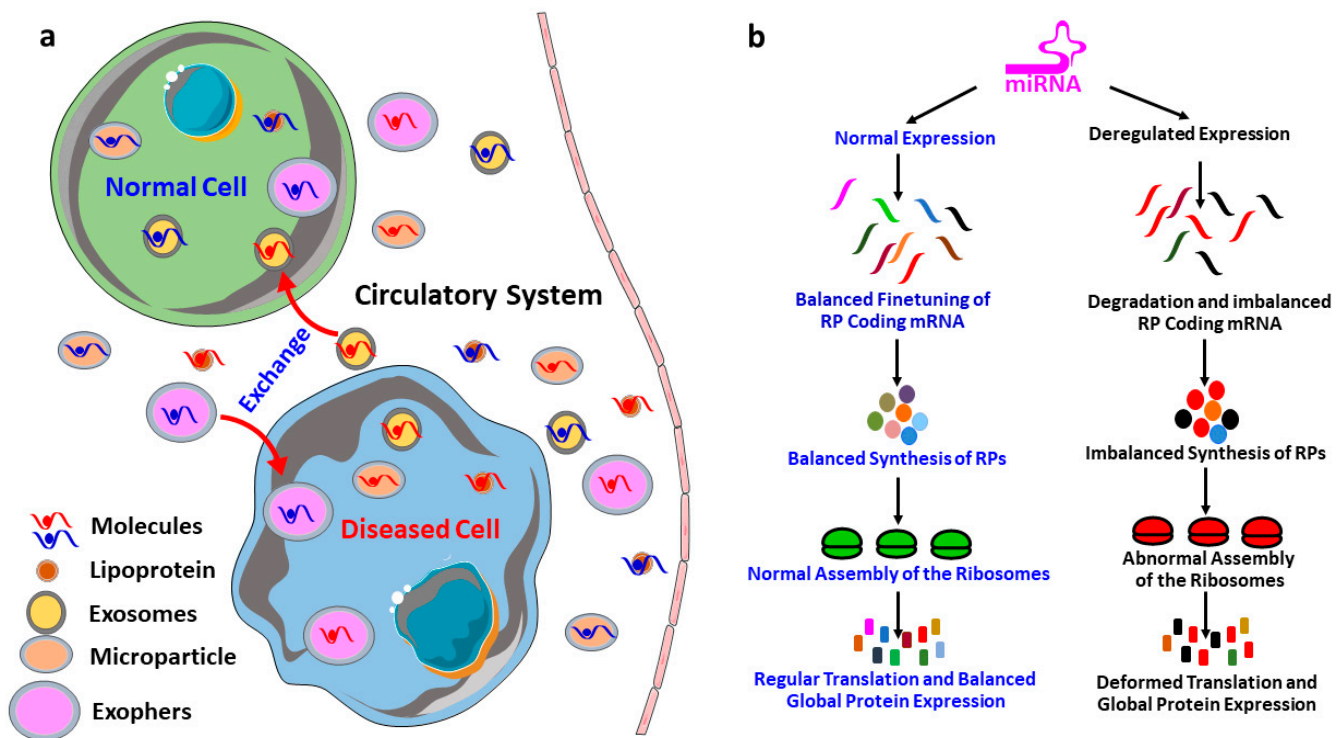 a
Normal Cell
Circulatory System
Exchange
Diseased Cell
Molecules
Lipoprotein
Exosomes
Microparticle
Exophers
b
miRNA
Normal Expression
Deregulated Expression
Balanced Finetuning of
RP Coding mRNA
Degradation and imbalanced
RP Coding mRNA
Balanced Synthesis of RPs
Imbalanced Synthesis of RPs
Normal Assembly of the Ribosomes
Abnormal Assembly
of the Ribosomes
Regular Translation and Balanced
Global Protein Expression
Deformed Translation and
Global Protein Expression